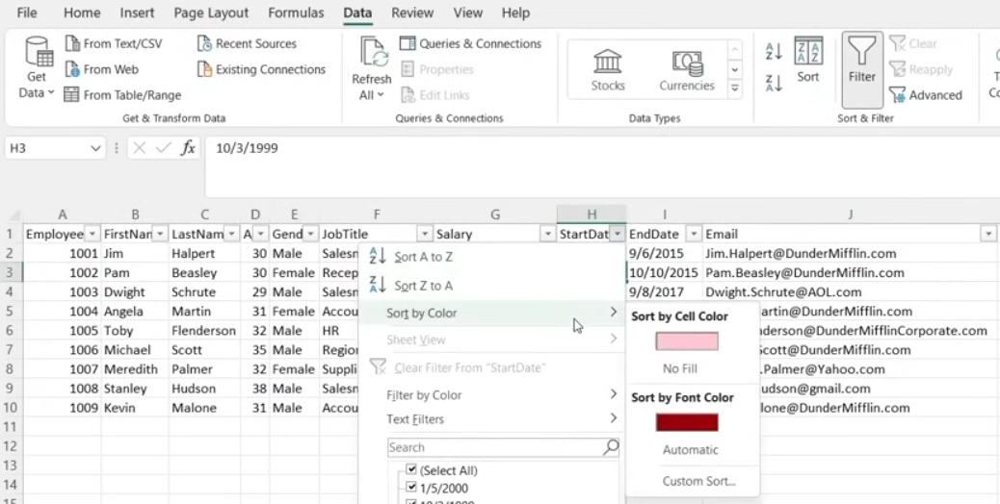 File Home Insert Page Layout Formulas Data Review View Help
Get Data
From Text/CSV
From Web
From Table/Range
Recent Sources
Existing Connections
Get & Transform Data
Refresh All
Queries & Connections
Properties
Edit Links
Queries & Connections
Stocks Currencies
Data Types
Sort
Filter
Clear
Reapply
Advanced
Sort & Filter
H3 fx 10/3/1999
A B C D E F G H I J
1 Employee FirstNan LastNam A Gend JobTitle Salary StartDat EndDate Email
2 1001 Jim Halpert 30 Male Salesn 9/6/2015 Jim.Halpert@DunderMifflin.com
3 1002 Pam Beasley 30 Female Recep 10/10/2015 Pam.Beasley@DunderMifflin.com
4 1003 Dwight Schrute 29 Male Salesn 9/8/2017 Dwight.Schrute@AOL.com
5 1004 Angela Martin 31 Female Accou artin@DunderMifflin.com
6 1005 Toby Flenderson 32 Male HR nderson@DunderMifflinCorporate.com
7 1006 Michael Scott 35 Male Region cott@DunderMifflin.com
8 1007 Meredith Palmer 32 Female Suppli .Palmer@Yahoo.com
9 1008 Stanley Hudson 38 Male Salesn udson@gmail.com
10 1009 Kevin Malone 31 Male Accou lone@DunderMifflin.com
11
12
13
14
15
Sort A to Z
Sort Z to A
Sort by Color
Sheet View
Clear Filter From "StartDate"
Filter by Color
Text Filters
Search
(Select All)
1/5/2000
10/3/1999
Sort by Cell Color
No Fill
Sort by Font Color
Automatic
Custom Sort...